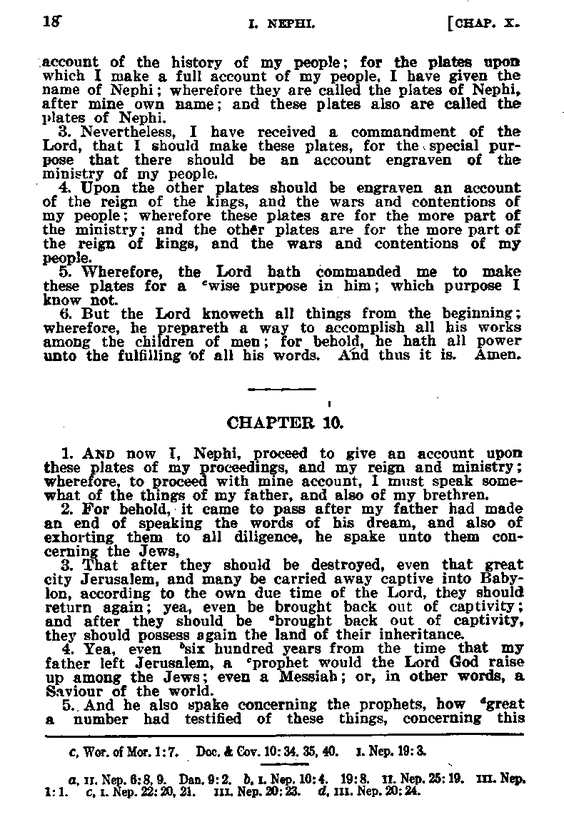 18 I. NEPHI. [CHAP. X.
account of the history of my people; for the plates upon
which I make a full account of my people, I have given the
name of Nephi; wherefore they are called the plates of Nephi,
after mine own name; and these plates also are called the
plates of Nephi.
3. Nevertheless, I have received a commandment of the
Lord, that I should make these plates, for the special pur-
pose that there should be an account engraven of the
ministry of my people.
4. Upon the other plates should be engraven an account
of the reign of the kings, and the wars and contentions of
my people; wherefore these plates are for the more part of
the ministry; and the other plates are for the more part of
the reign of kings, and the wars and contentions of my
people.
5. Wherefore, the Lord hath commanded me to make
these plates for a cwise purpose in him; which purpose I
know not.
6. But the Lord knoweth all things from the beginning;
wherefore, he prepareth a way to accomplish all his works
among the children of men; for behold, he hath all power
unto the fulfilling of all his words. And thus it is. Amen.
CHAPTER 10.
1. AND now I, Nephi, proceed to give an account upon
these plates of my proceedings, and my reign and ministry;
wherefore, to proceed with mine account, I must speak some-
what of the things of my father, and also of my brethren.
2. For behold, it came to pass after my father had made
an end of speaking the words of his dream, and also of
exhorting them to all diligence, he spake unto them con-
cerning the Jews,
3. That after they should be destroyed, even that great
city Jerusalem, and many be carried away captive into Baby-
lon, according to the own due time of the Lord, they should
return again; yea, even be brought back out of captivity;
and after they should be abrought back out of captivity,
they should possess again the land of their inheritance.
4. Yea, even bsix hundred years from the time that my
father left Jerusalem, a cprophet would the Lord God raise
up among the Jews; even a Messiah; or, in other words, a
Saviour of the world.
5. And he also spake concerning the prophets, how dgreat
a number had testified of these things, concerning this
c, Wor. of Mor. 1:7. Doc. & Cov. 10:34, 35, 40. I. Nep. 19:3.
a, II. Nep. 6:8, 9. Dan. 9:2. b, I. Nep. 10:4. 19:8. II. Nep. 25:19. III. Nep.
1:1. c, I. Nep. 22:20, 21. III. Nep. 20:23. d, III. Nep. 20:24.